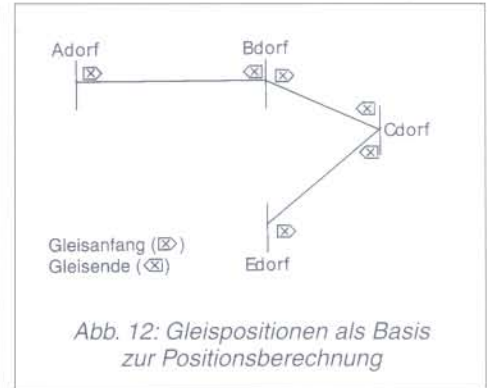 Adorf
Bdorf
Cdorf
Edorf
Gleisanfang (⌦)
Gleisende (⌫)
Abb. 12: Gleispositionen als Basis
zur Positionsberechnung